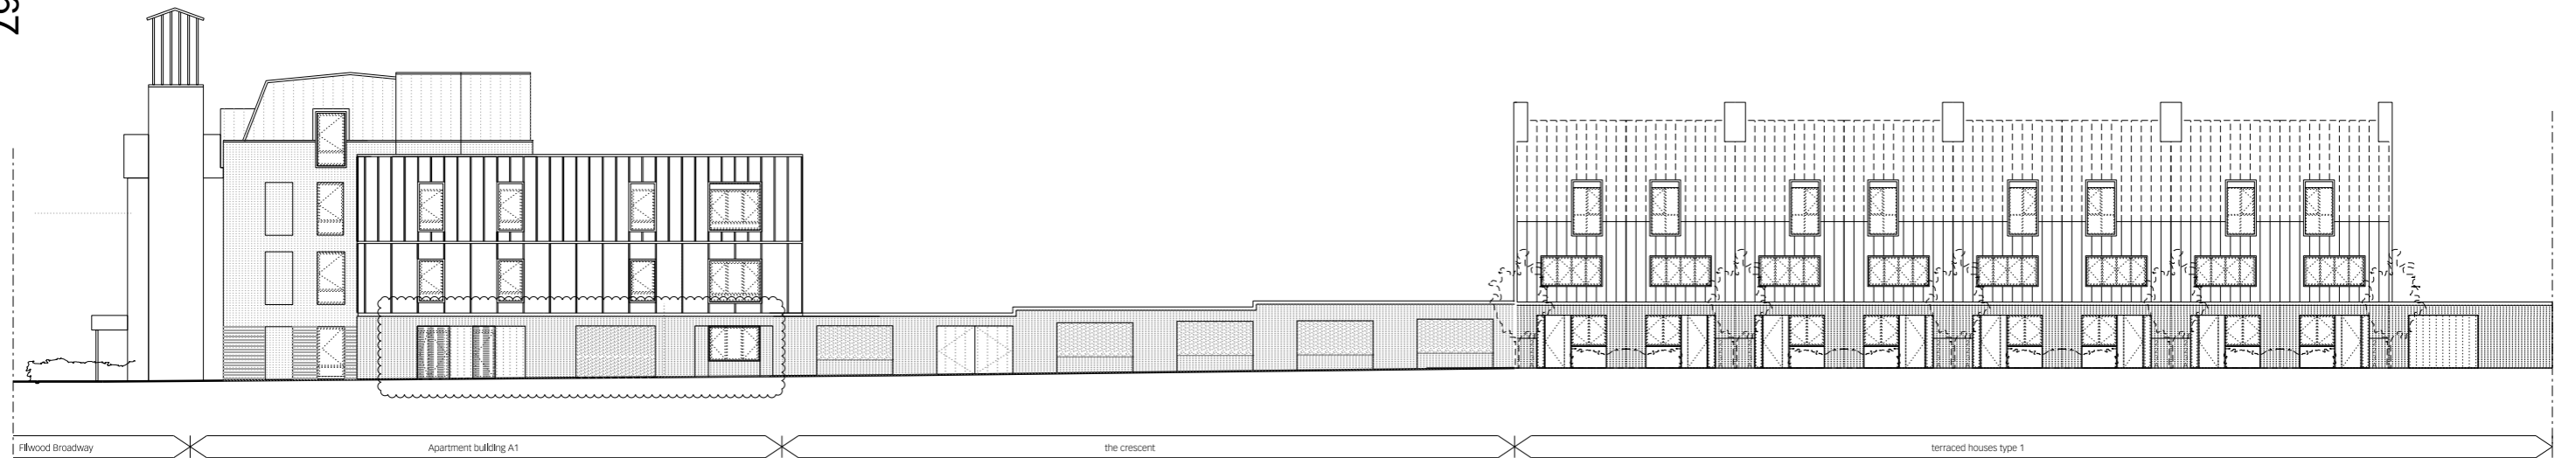 Filwood Broadway
Apartment building A1
the crescent
terraced houses type 1